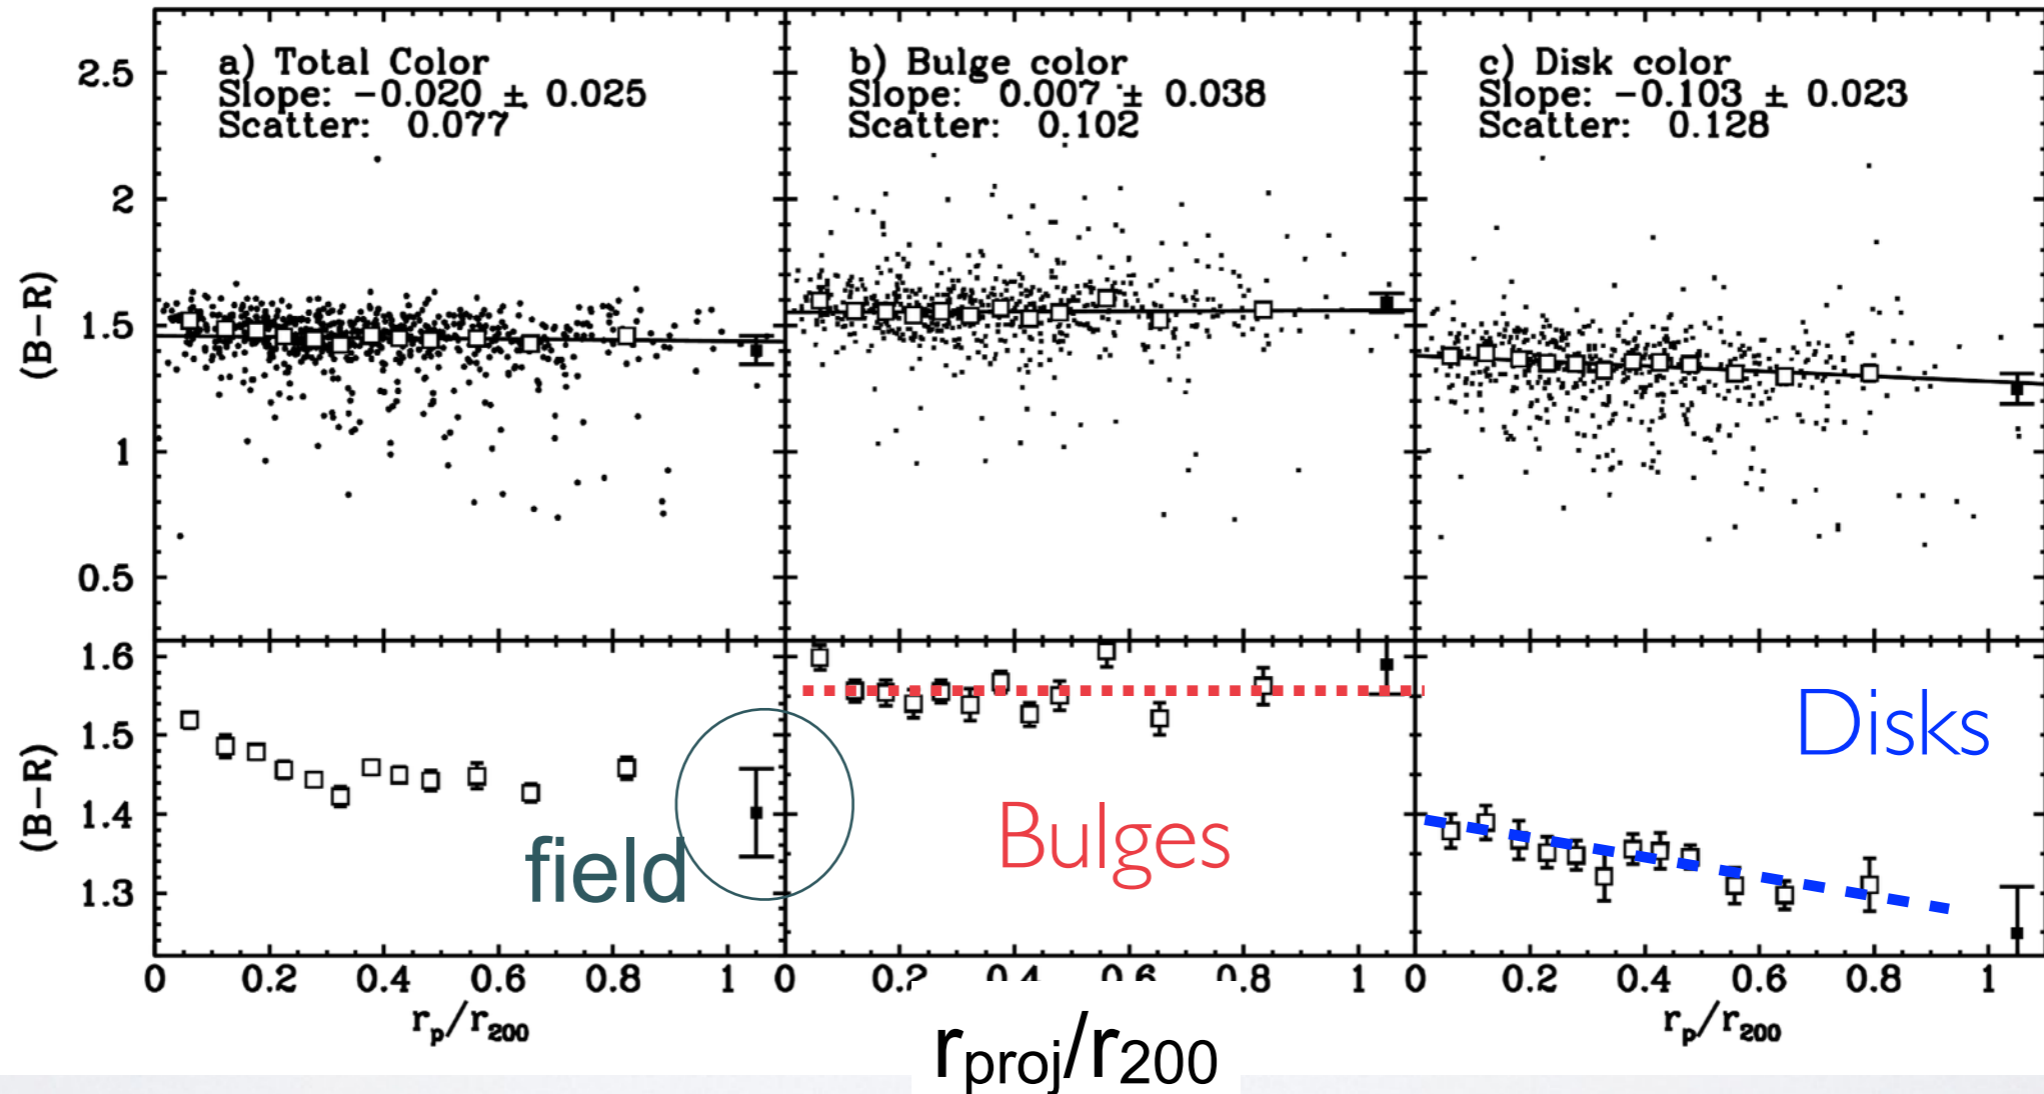 a) Total Color
Slope: -0.020 ± 0.025
Scatter: 0.077
b) Bulge color
Slope: 0.007 ± 0.038
Scatter: 0.102
c) Disk color
Slope: -0.103 ± 0.023
Scatter: 0.128
2.5
2
1.5
1
0.5
(B-R)
1.6
1.5
1.4
1.3
(B-R)
field
Bulges
Disks
0 0.2 0.4 0.6 0.8 1
0 0.2 0.4 0.6 0.8 1
0 0.2 0.4 0.6 0.8 1
rp/r200
rproj/r200
rp/r200